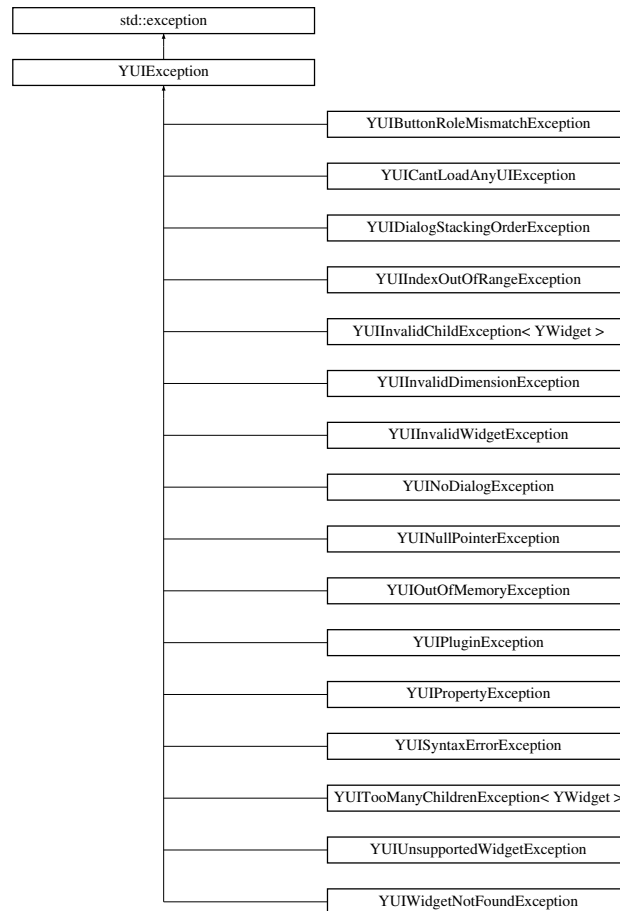 std::exception
YUIException
YUIButtonRoleMismatchException
YUICantLoadAnyUIException
YUIDialogStackingOrderException
YUIIndexOutOfRangeException
YUIInvalidChildException< YWidget >
YUIInvalidDimensionException
YUIInvalidWidgetException
YUINoDialogException
YUINullPointerException
YUIOutOfMemoryException
YUIPluginException
YUIPropertyException
YUISyntaxErrorException
YUITooManyChildrenException< YWidget >
YUIUnsupportedWidgetException
YUIWidgetNotFoundException